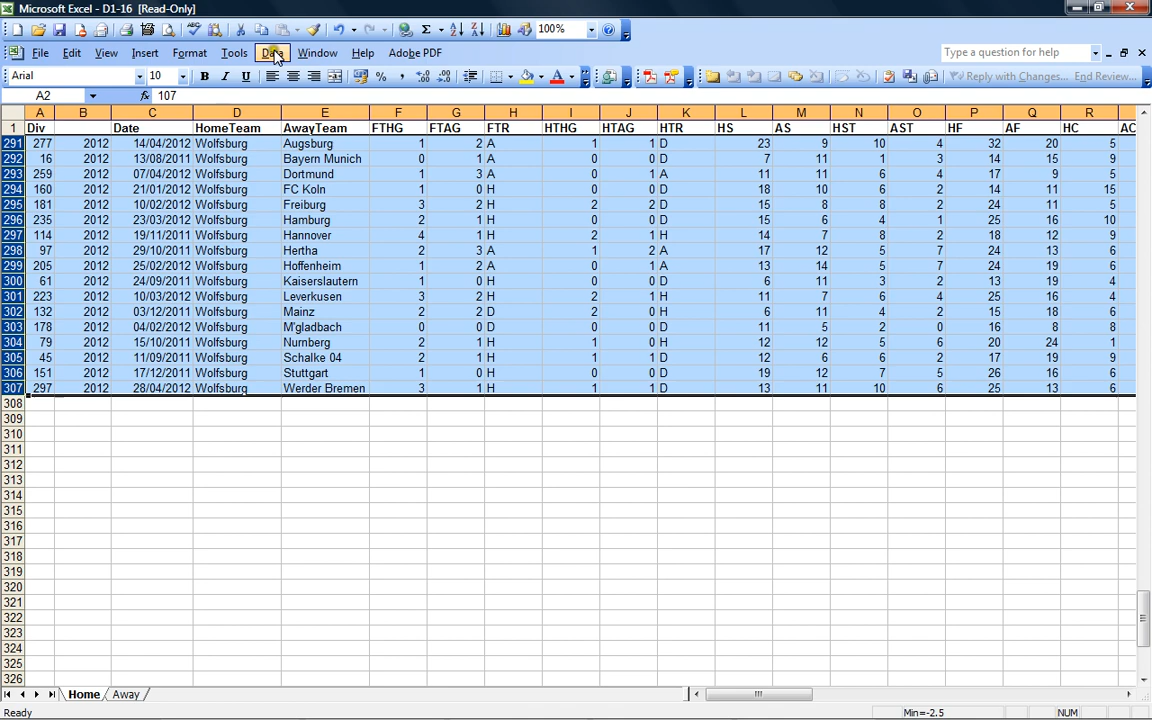 Microsoft Excel - D1-16 [Read-Only]
100%
File Edit View Insert Format Tools Window Help Adobe PDF
Type a question for help
Arial 10 B I U Reply with Changes... End Review...
A2 fx 107
A B C D E F G H I J K L M N O P Q R
1 Div Date HomeTeam AwayTeam FTHG FTAG FTR HTHG HTAG HTR HS AS HST AST HF AF HC AC
291 277 2012 14/04/2012 Wolfsburg Augsburg 1 2 A 1 1 D 23 9 10 4 32 20 5
292 16 2012 13/08/2011 Wolfsburg Bayern Munich 0 1 A 0 0 D 7 11 1 3 14 15 9
293 259 2012 07/04/2012 Wolfsburg Dortmund 1 3 A 0 1 A 11 11 6 4 17 9 5
294 160 2012 21/01/2012 Wolfsburg FC Koln 1 0 H 0 0 D 18 10 6 2 14 11 15
295 181 2012 10/02/2012 Wolfsburg Freiburg 3 2 H 2 2 D 15 8 8 2 24 11 5
296 235 2012 23/03/2012 Wolfsburg Hamburg 2 1 H 0 0 D 15 6 4 1 25 16 10
297 114 2012 19/11/2011 Wolfsburg Hannover 4 1 H 2 1 H 14 7 8 2 18 12 9
298 97 2012 29/10/2011 Wolfsburg Hertha 2 3 A 1 2 A 17 12 5 7 24 13 6
299 205 2012 25/02/2012 Wolfsburg Hoffenheim 1 2 A 0 1 A 13 14 5 7 24 19 6
300 61 2012 24/09/2011 Wolfsburg Kaiserslautern 1 0 H 0 0 D 6 11 3 2 13 19 4
301 223 2012 10/03/2012 Wolfsburg Leverkusen 3 2 H 2 1 H 11 7 6 4 25 16 4
302 132 2012 03/12/2011 Wolfsburg Mainz 2 2 D 2 0 H 6 11 4 2 15 18 6
303 178 2012 04/02/2012 Wolfsburg M'gladbach 0 0 D 0 0 D 11 5 2 0 16 8 8
304 79 2012 15/10/2011 Wolfsburg Nurnberg 2 1 H 1 0 H 12 12 5 6 20 24 1
305 45 2012 11/09/2011 Wolfsburg Schalke 04 2 1 H 1 1 D 12 6 6 2 17 19 9
306 151 2012 17/12/2011 Wolfsburg Stuttgart 1 0 H 0 0 D 19 12 7 5 26 16 6
307 297 2012 28/04/2012 Wolfsburg Werder Bremen 3 1 H 1 1 D 13 11 10 6 25 13 6
308
309
310
311
312
313
314
315
316
317
318
319
320
321
322
323
324
325
326
Home Away
Ready Min=-2.5 NUM